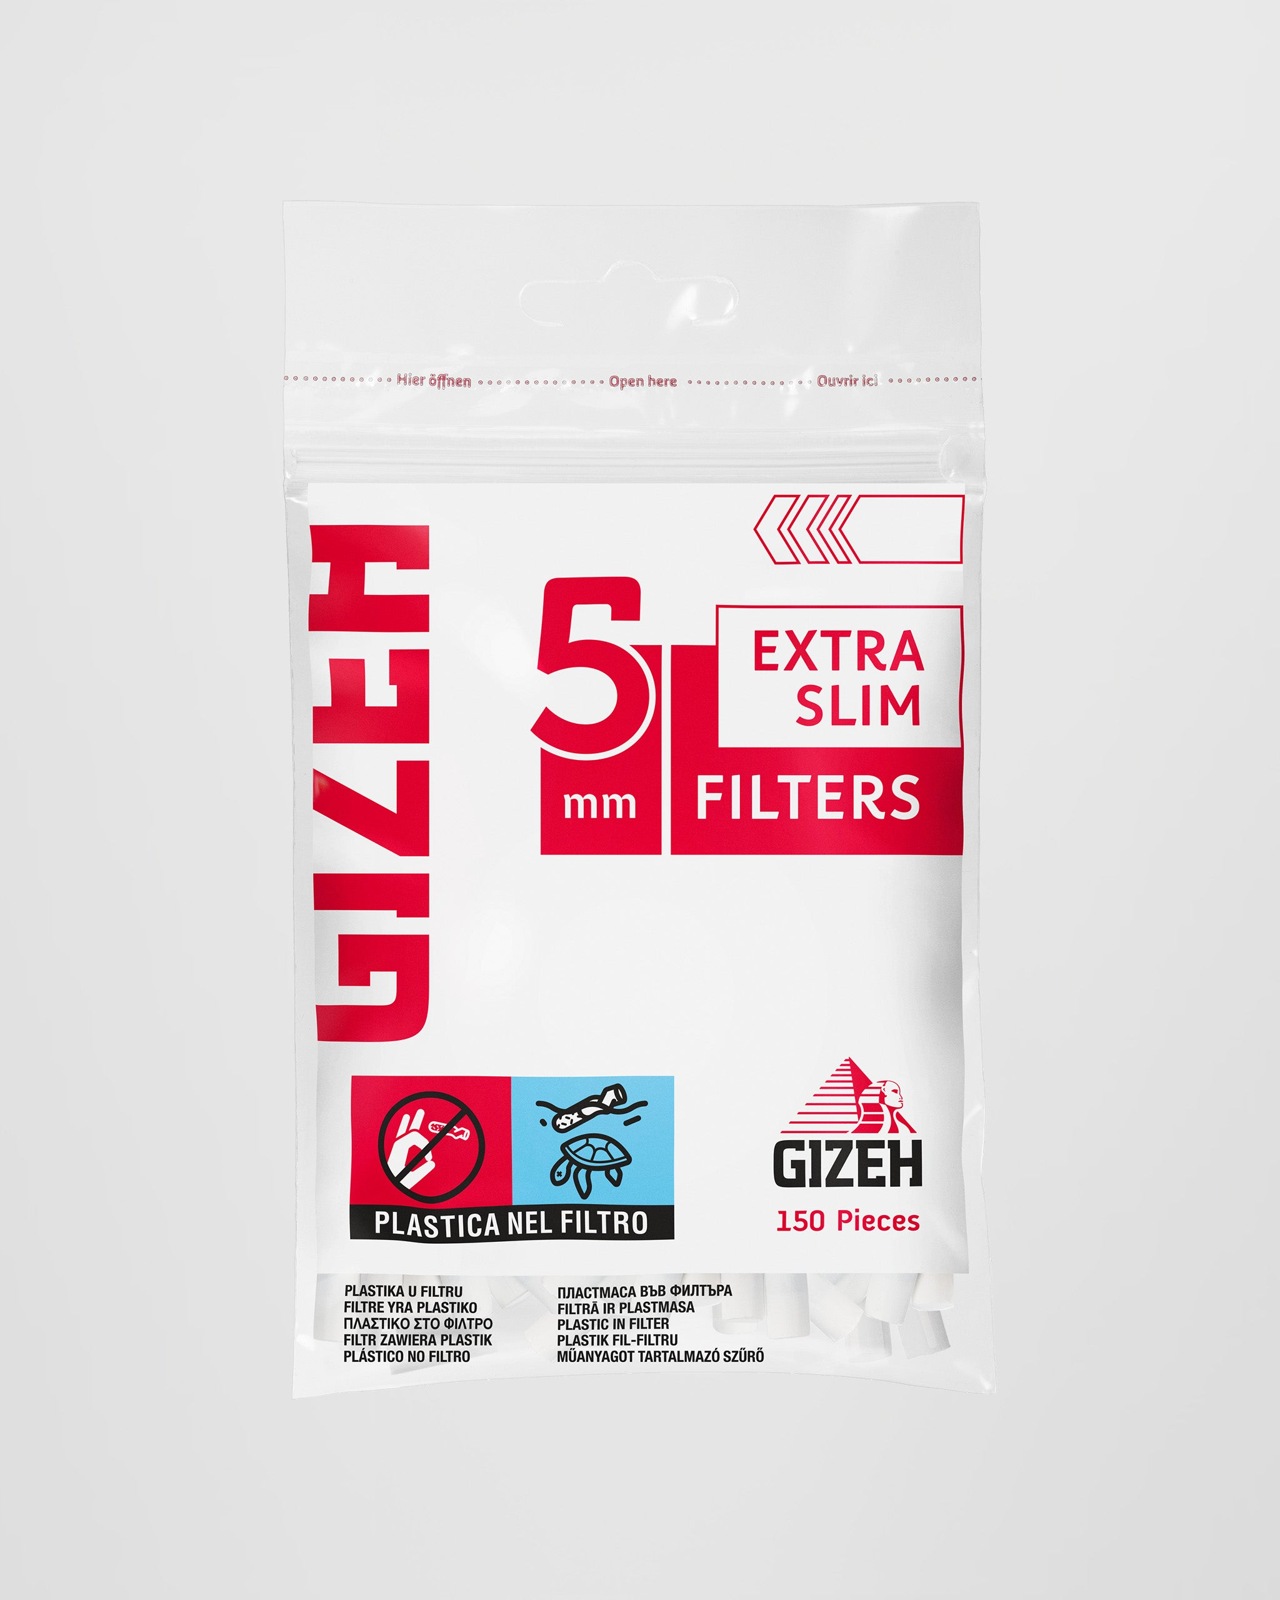 Hier öffnen Open here Ouvrir ici
GIZEH
5
mm
EXTRA
SLIM
FILTERS
PLASTICA NEL FILTRO
GIZEH
150 Pieces
PLASTIKA U FILTRU
FILTRE YRA PLASTIKO
ΠΛΑΣΤΙΚΟ ΣΤΟ ΦΙΛΤΡΟ
FILTR ZAWIERA PLASTIK
PLÁSTICO NO FILTRO
ПЛАСТМАСА ВЪВ ФИЛТЪРА
FILTRĀ IR PLASTMASA
PLASTIC IN FILTER
PLASTIK FIL-FILTRU
MŰANYAGOT TARTALMAZÓ SZŰRŐ